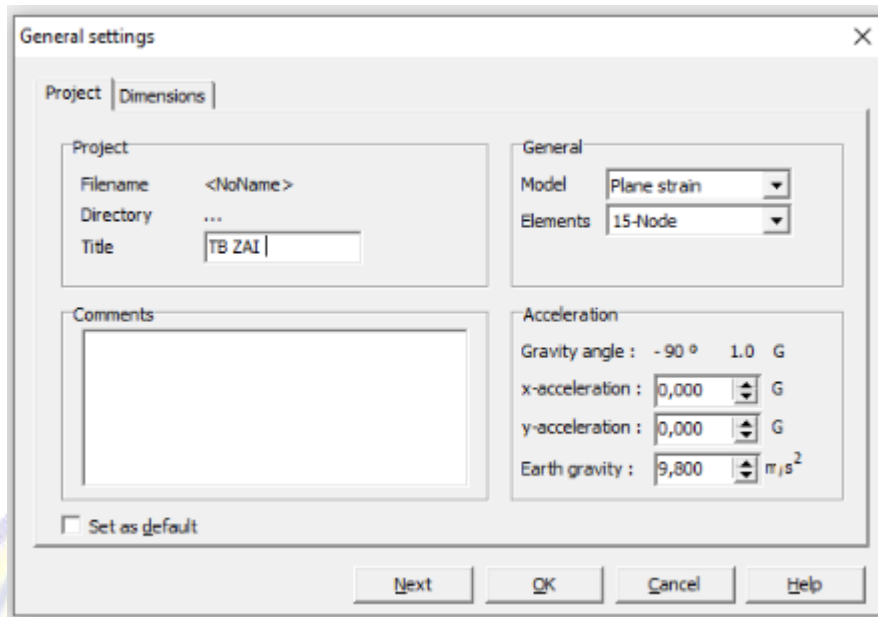 General settings
Project Dimensions
Project
Filename <NoName>
Directory ...
Title TB ZAI
General
Model Plane strain
Elements 15-Node
Comments
Acceleration
Gravity angle : - 90 º 1.0 G
x-acceleration : 0,000 G
y-acceleration : 0,000 G
Earth gravity : 9,800 m/s²
Set as default
Next OK Cancel Help